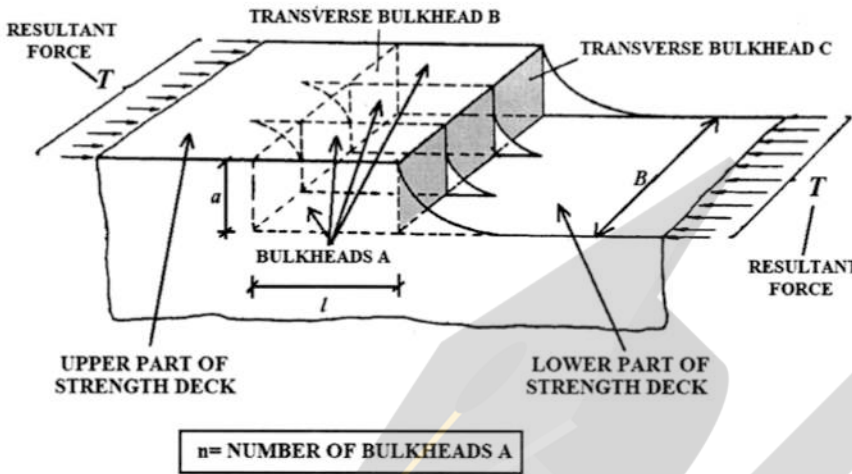 TRANSVERSE BULKHEAD B
RESULTANT
FORCE
T
TRANSVERSE BULKHEAD C
a
B
T
BULKHEADS A
RESULTANT
FORCE
l
UPPER PART OF
STRENGTH DECK
LOWER PART OF
STRENGTH DECK
n= NUMBER OF BULKHEADS A